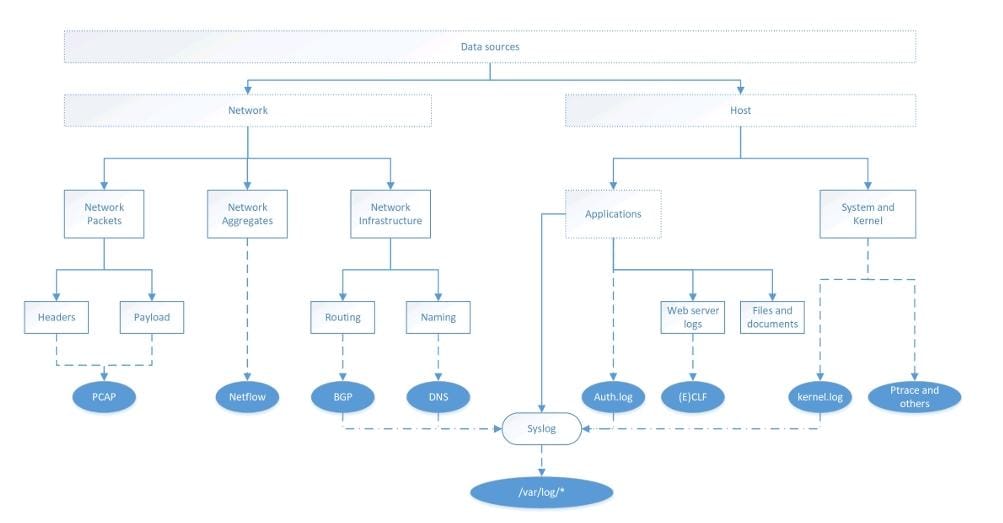 Data sources
Network
Host
Network
Packets
Network
Aggregates
Network
Infrastructure
Applications
System and
Kernel
Headers
Payload
Routing
Naming
Web server
logs
Files and
documents
PCAP
Netflow
BGP
DNS
Auth.log
(E)CLF
kernel.log
Ptrace and
others
Syslog
/var/log/*